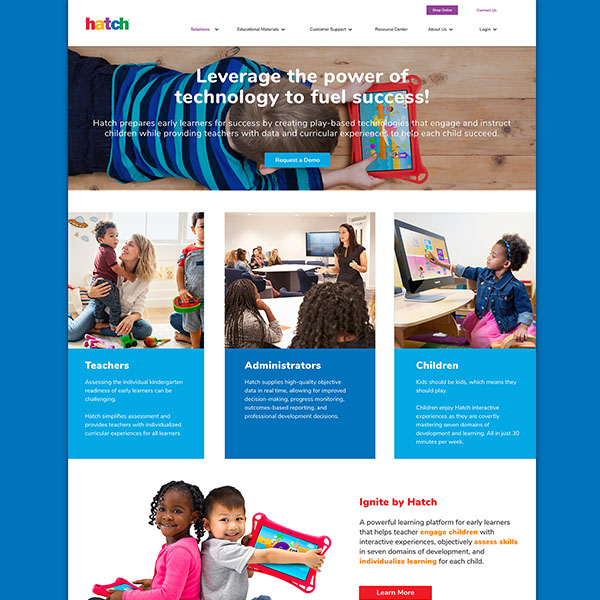 Shop Online
Contact Us
hatch
Solutions
Educational Materials
Customer Support
Resource Center
About Us
Login
Leverage the power of
technology to fuel success!
Hatch prepares early learners for success by creating play-based technologies that engage and instruct
children while providing teachers with data and curricular experiences to help each child succeed.
Request a Demo
Teachers
Assessing the individual kindergarten
readiness of early learners can be
challenging.
Hatch simplifies assessment and
provides teachers with individualized
curricular experiences for all learners
Administrators
Hatch supplies high-quality objective
data in real time, allowing for improved
decision-making, progress monitoring,
outcomes-based reporting, and
professional development decisions.
Children
Kids should be kids, which means they
should play.
Children enjoy Hatch interactive
experiences as they are covertly
mastering seven domains of
development and learning. All in just 30
minutes per week.
Ignite by Hatch
A powerful learning platform for early learners
that helps teacher engage children with
interactive experiences, objectively assess skills
in seven domains of development, and
individualize learning for each child.
Learn More